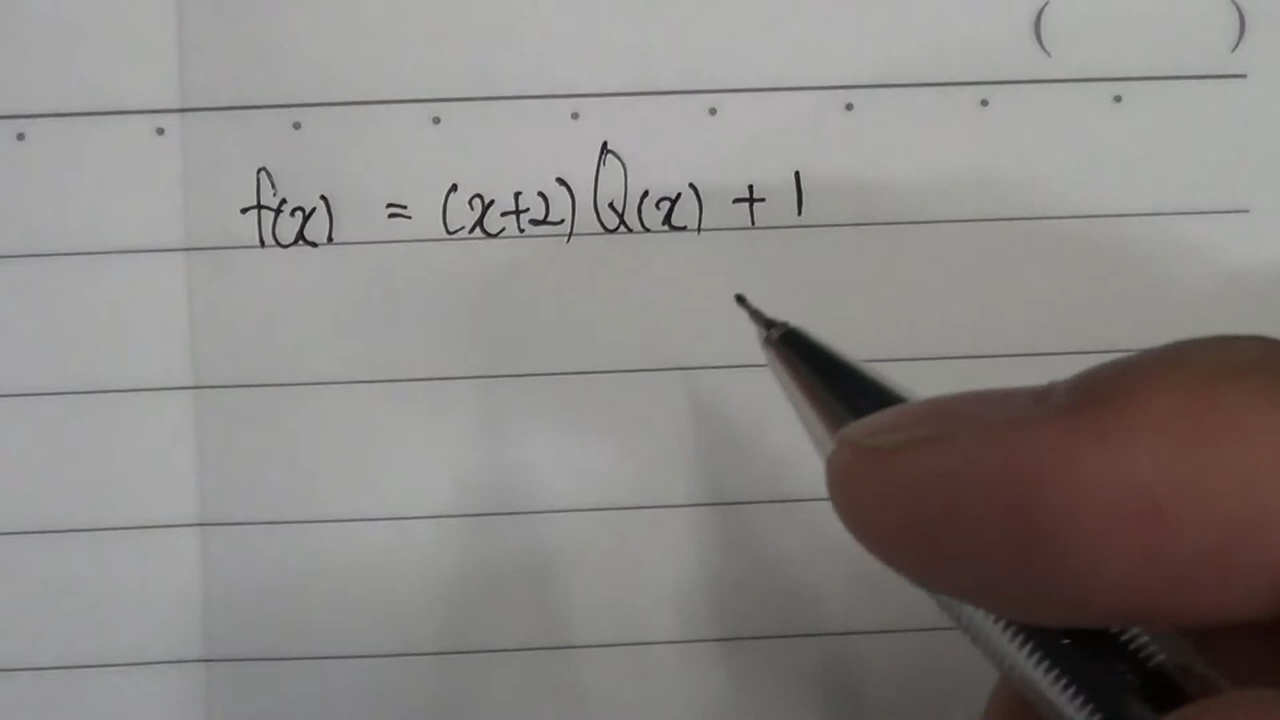 ( )
f(x) = (x+2) Q(x) + 1